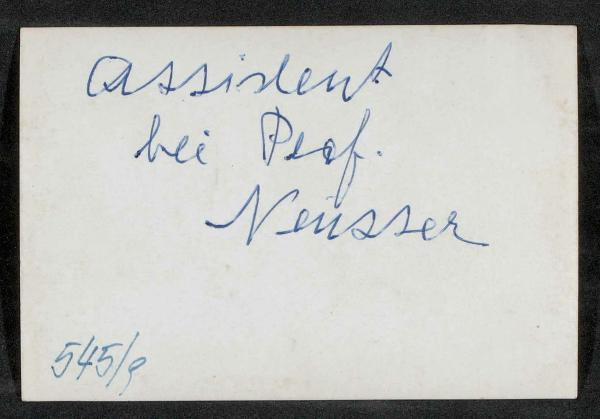 Assistent
bei Prof.
Neusser
545/9